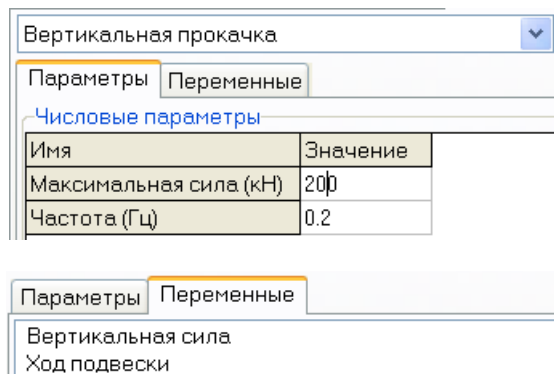 Вертикальная прокачка
Параметры Переменные
Числовые параметры
Имя Значение
Максимальная сила (кН) 200
Частота (Гц) 0.2
Параметры Переменные
Вертикальная сила
Ход подвески